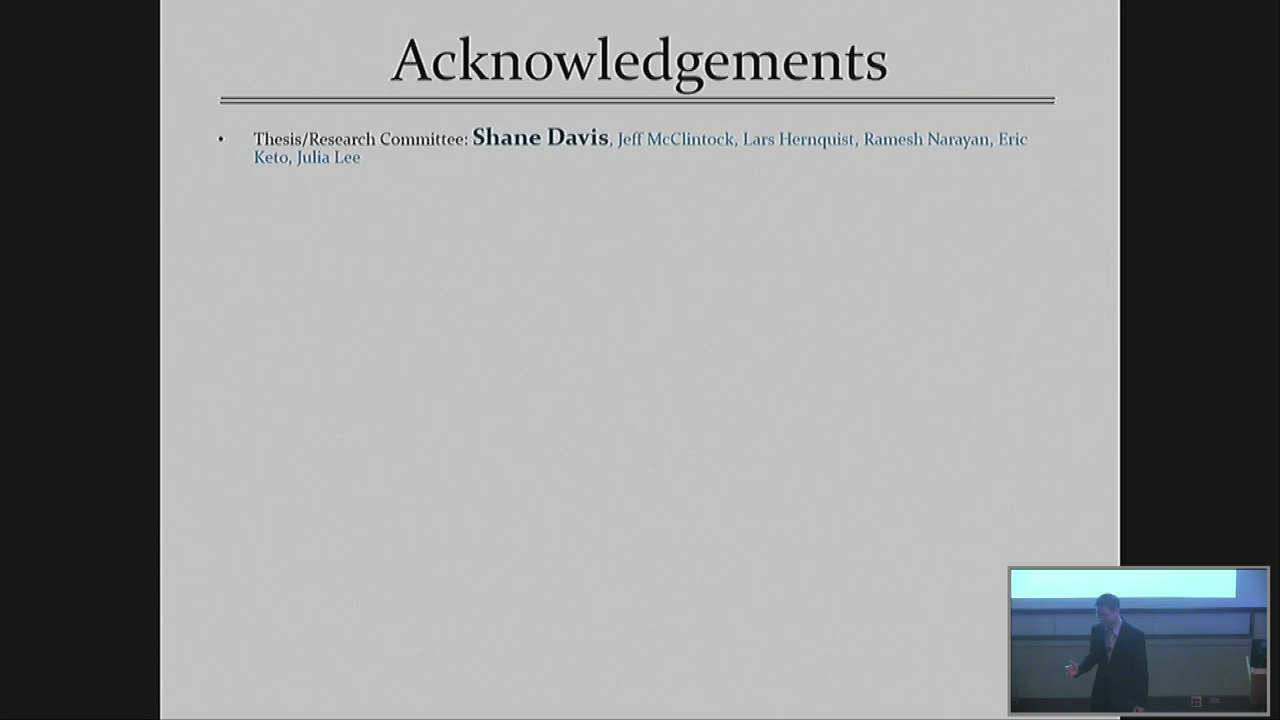 Acknowledgements
• Thesis/Research Committee: Shane Davis, Jeff McClintock, Lars Hernquist, Ramesh Narayan, Eric
Keto, Julia Lee